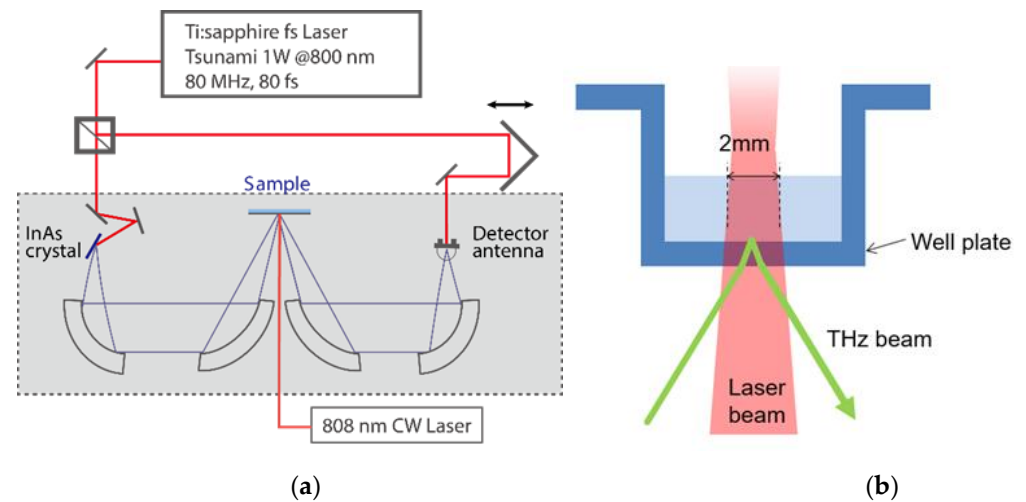 Ti:sapphire fs Laser
Tsunami 1W @800 nm
80 MHz, 80 fs
Sample
InAs
crystal
Detector
antenna
808 nm CW Laser
(a)
2mm
Well plate
THz beam
Laser
beam
(b)